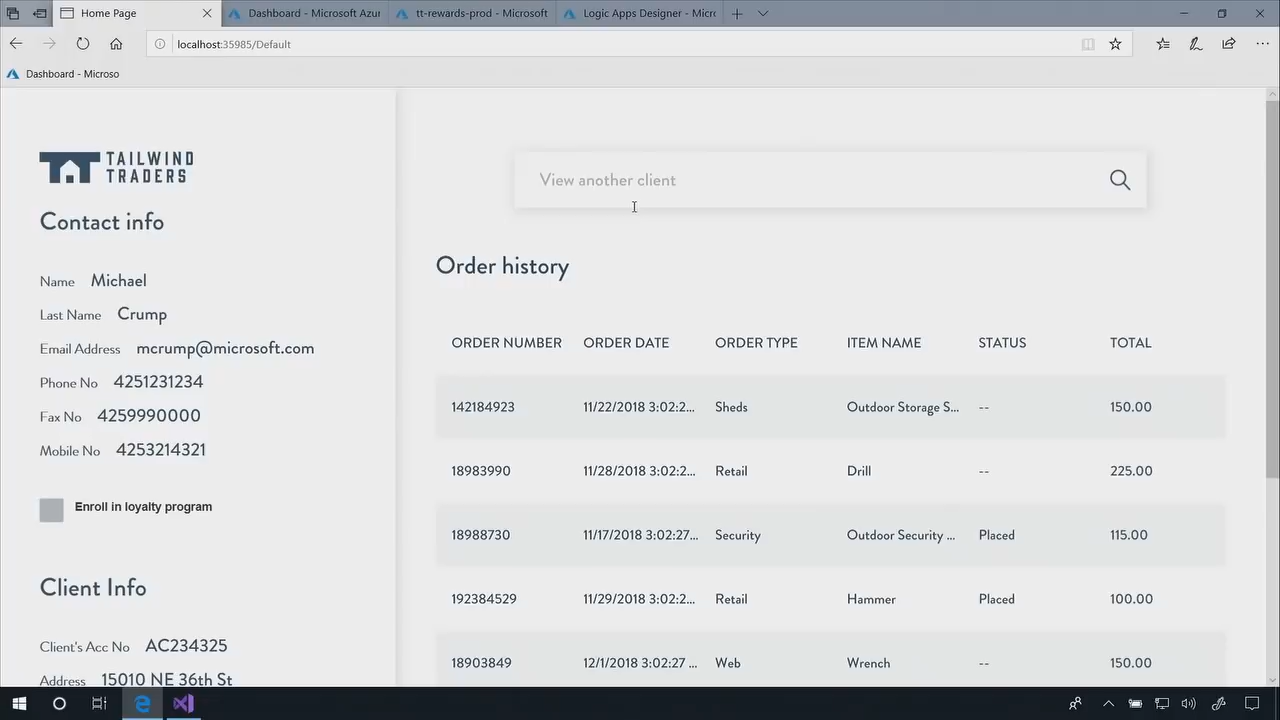 Home Page
Dashboard - Microsoft Azur
tt-rewards-prod - Microsoft
Logic Apps Designer - Micro
localhost:35985/Default
Dashboard - Microso
TAILWIND
TRADERS
Contact info
Name Michael
Last Name Crump
Email Address mcrump@microsoft.com
Phone No 4251231234
Fax No 4259990000
Mobile No 4253214321
Enroll in loyalty program
Client Info
Client's Acc No AC234325
Address 15010 NE 36th St
View another client
Order history
ORDER NUMBER ORDER DATE ORDER TYPE ITEM NAME STATUS TOTAL
142184923 11/22/2018 3:02:2... Sheds Outdoor Storage S... -- 150.00
18983990 11/28/2018 3:02:2... Retail Drill -- 225.00
18988730 11/17/2018 3:02:27... Security Outdoor Security ... Placed 115.00
192384529 11/29/2018 3:02:2... Retail Hammer Placed 100.00
18903849 12/1/2018 3:02:27 ... Web Wrench -- 150.00